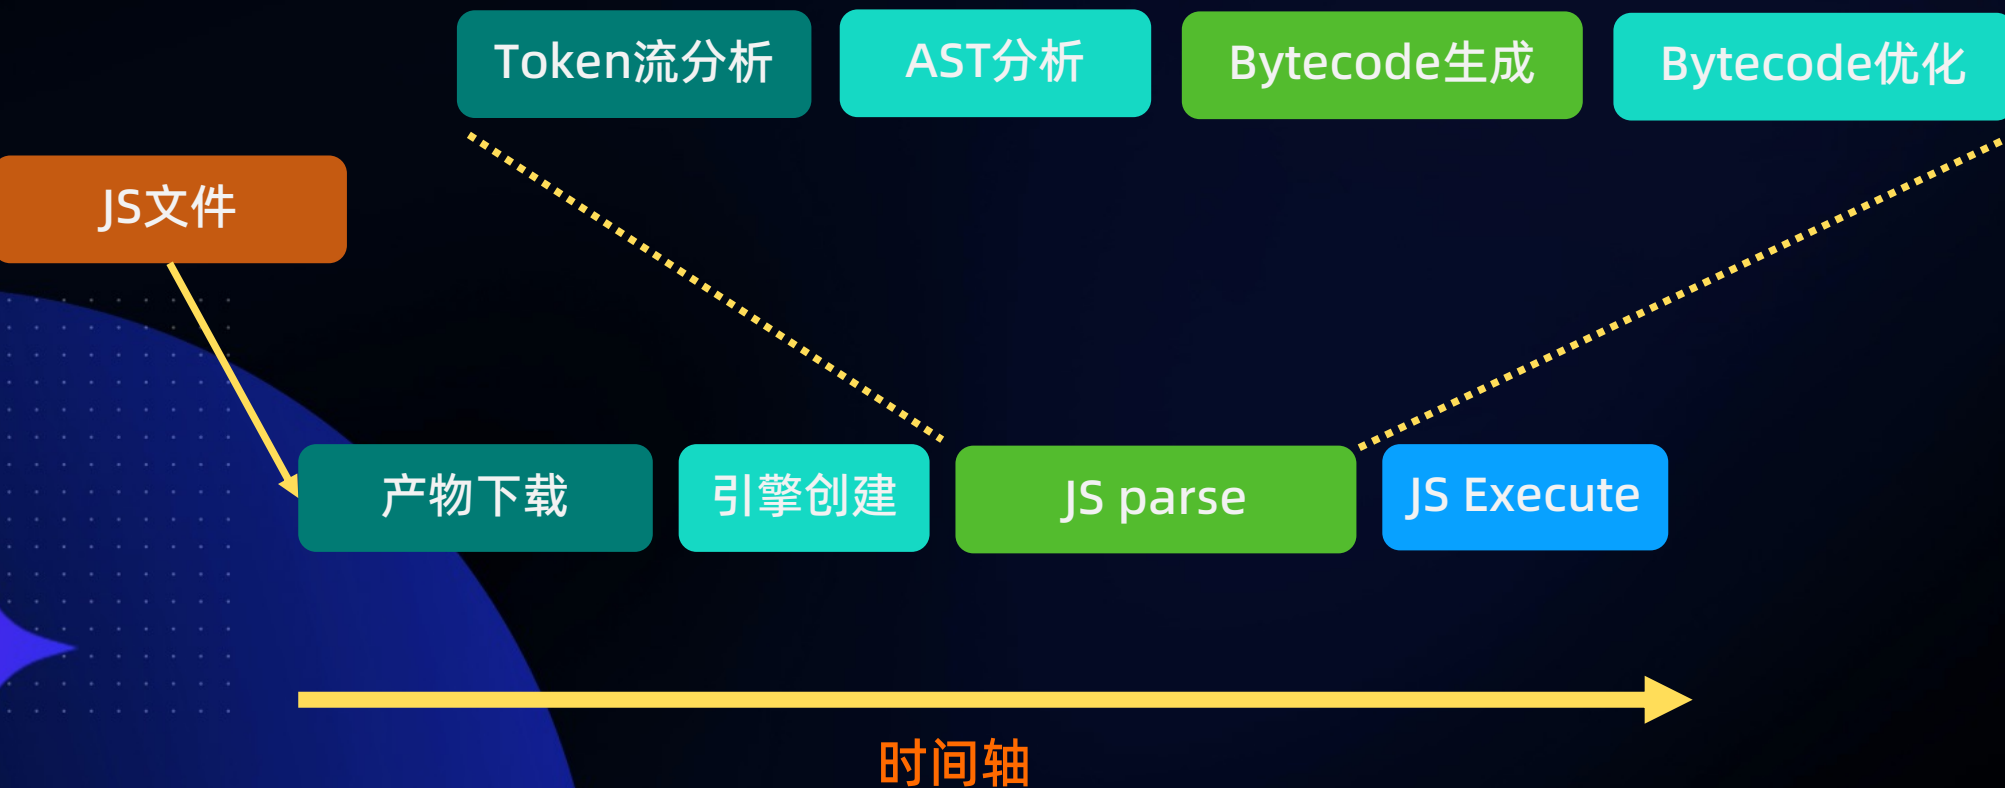 Token流分析
AST分析
Bytecode生成
Bytecode优化
JS文件
产物下载
引擎创建
JS parse
JS Execute
时间轴